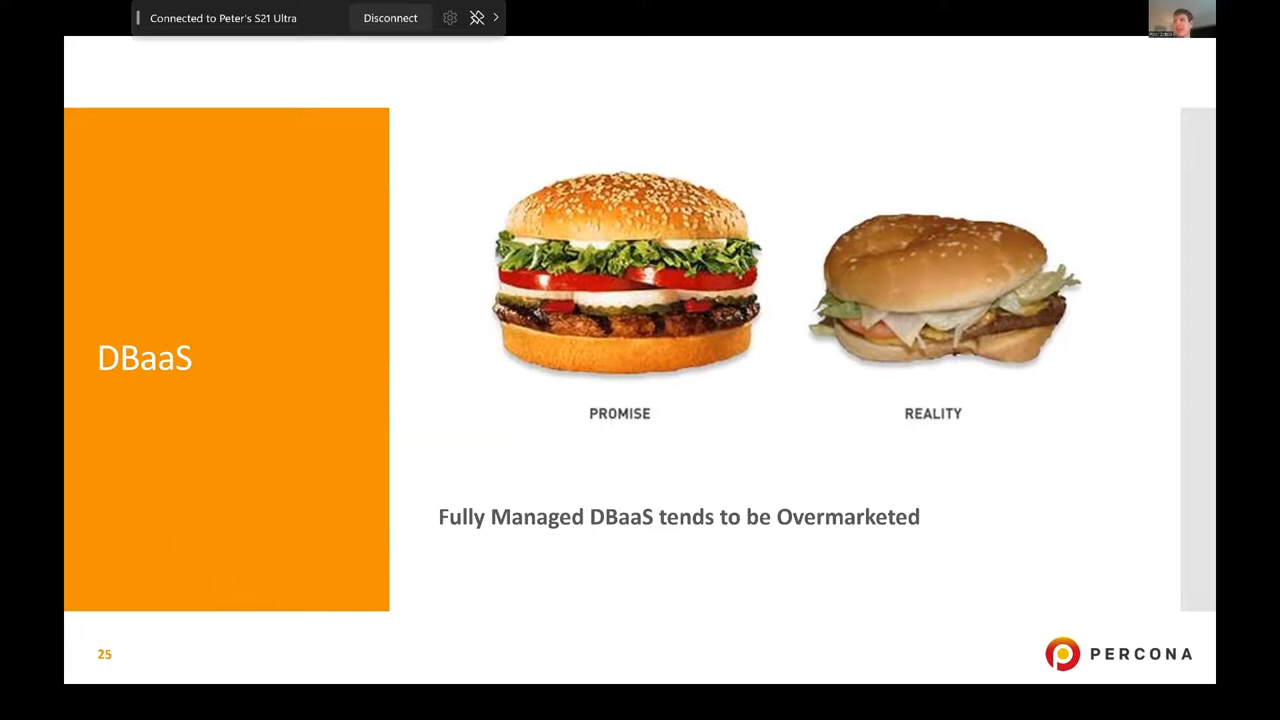 Connected to Peter's S21 Ultra
Disconnect
DBaaS
PROMISE
REALITY
Fully Managed DBaaS tends to be Overmarketed
25
PERCONA